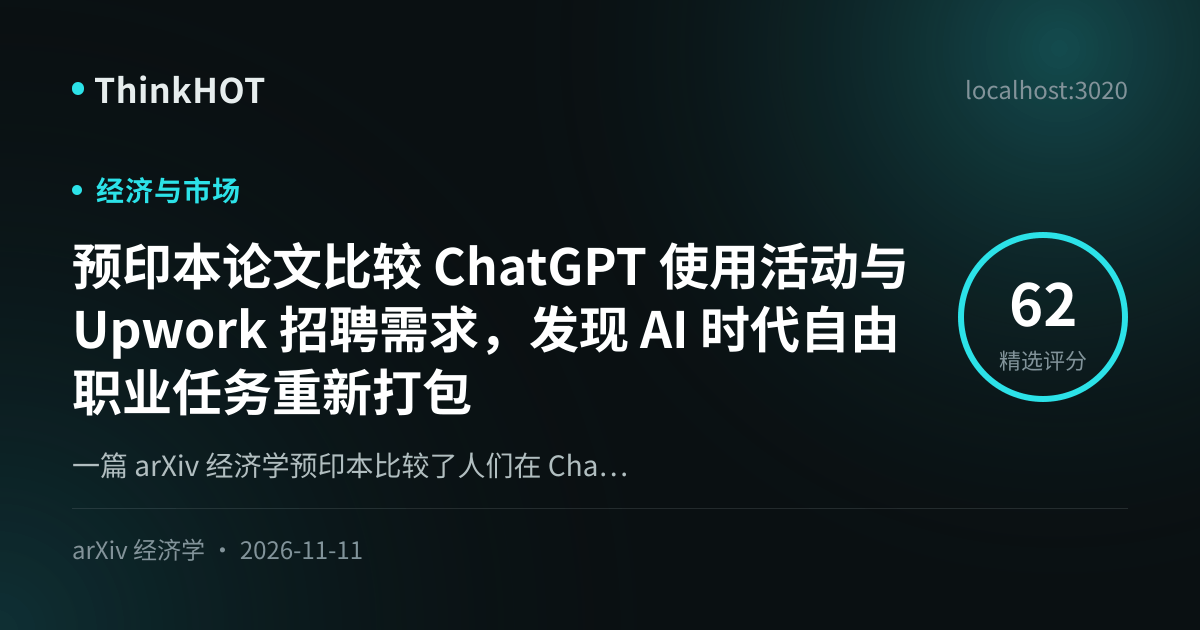 ThinkHOT
localhost:3020
经济与市场
预印本论文比较 ChatGPT 使用活动与
Upwork 招聘需求，发现 AI 时代自由
职业任务重新打包
62
精选评分
一篇 arXiv 经济学预印本比较了人们在 Cha…
arXiv 经济学 · 2026-11-11